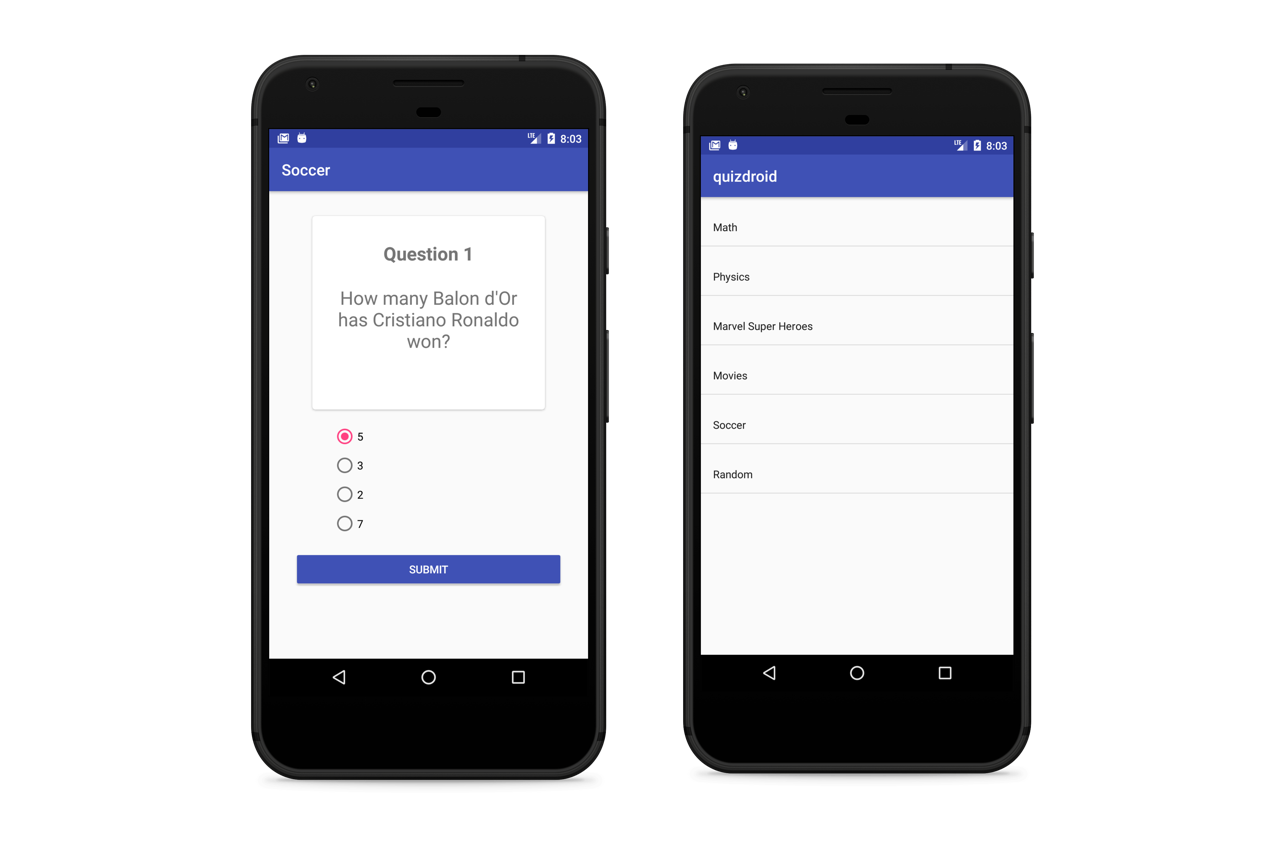 LTE 8:03
Soccer
Question 1
How many Balon d'Or
has Cristiano Ronaldo
won?
5
3
2
7
SUBMIT
LTE 8:03
quizdroid
Math
Physics
Marvel Super Heroes
Movies
Soccer
Random